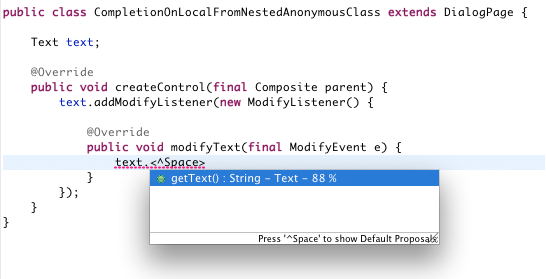 public class CompletionOnLocalFromNestedAnonymousClass extends DialogPage {
Text text;
@Override
public void createControl(final Composite parent) {
text.addModifyListener(new ModifyListener() {
@Override
public void modifyText(final ModifyEvent e) {
text.<^Space>
}
getText() : String – Text – 88 %
});
}
}
Press '^Space' to show Default Proposals